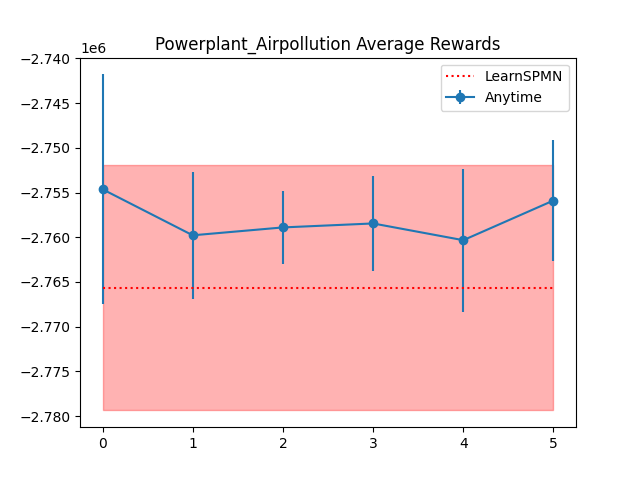 Powerplant_Airpollution Average Rewards
1e6
−2.740
−2.745
−2.750
−2.755
−2.760
−2.765
−2.770
−2.775
−2.780
LearnSPMN
Anytime
0 1 2 3 4 5